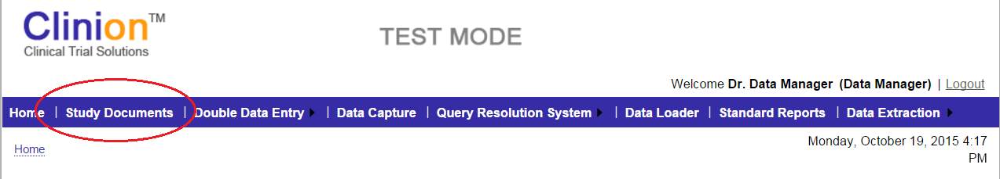 Clinion™
Clinical Trial Solutions
TEST MODE
Welcome Dr. Data Manager (Data Manager) | Logout
Home | Study Documents | Double Data Entry | Data Capture | Query Resolution System | Data Loader | Standard Reports | Data Extraction
Home
Monday, October 19, 2015 4:17
PM